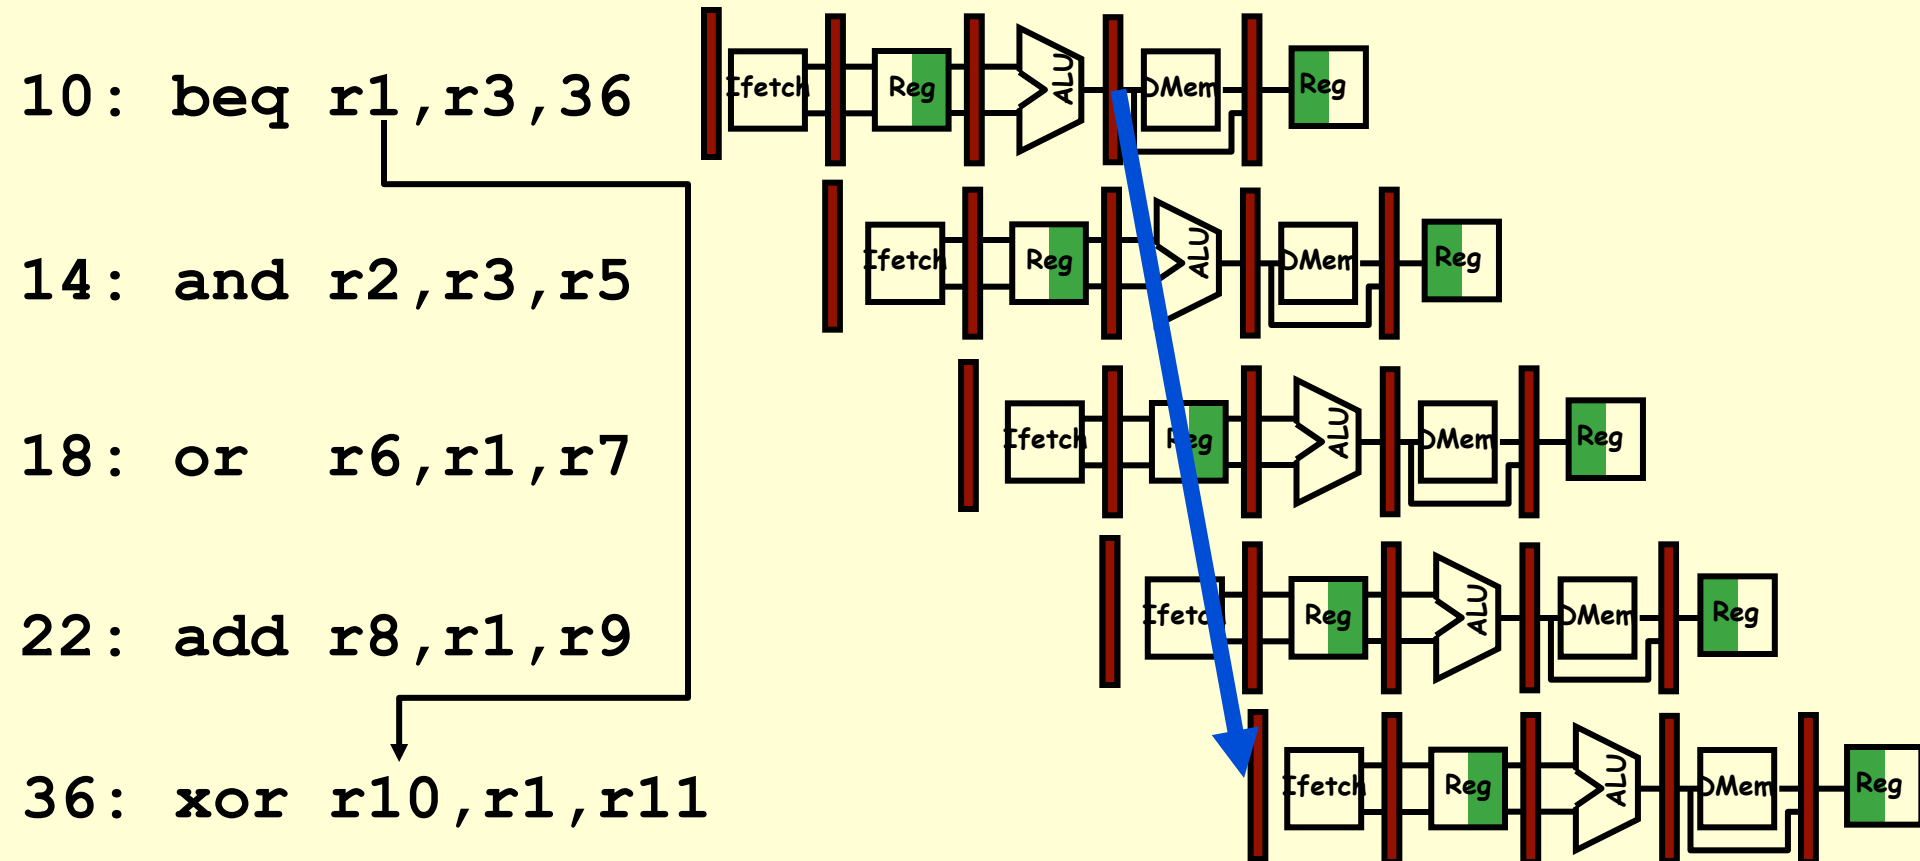 10: beq r1,r3,36
Ifetch Reg ALU DMem Reg
14: and r2,r3,r5
Ifetch Reg ALU DMem Reg
18: or r6,r1,r7
Ifetch Reg ALU DMem Reg
22: add r8,r1,r9
Ifetch Reg ALU DMem Reg
36: xor r10,r1,r11
Ifetch Reg ALU DMem Reg